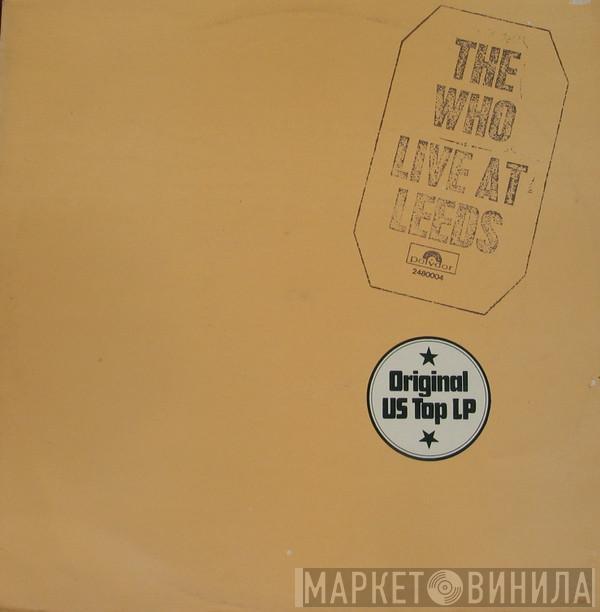 THE
WHO
LIVE AT
LEEDS
polydor
2480004
Original
US Top LP
МАРКЕТ ВИНИЛА